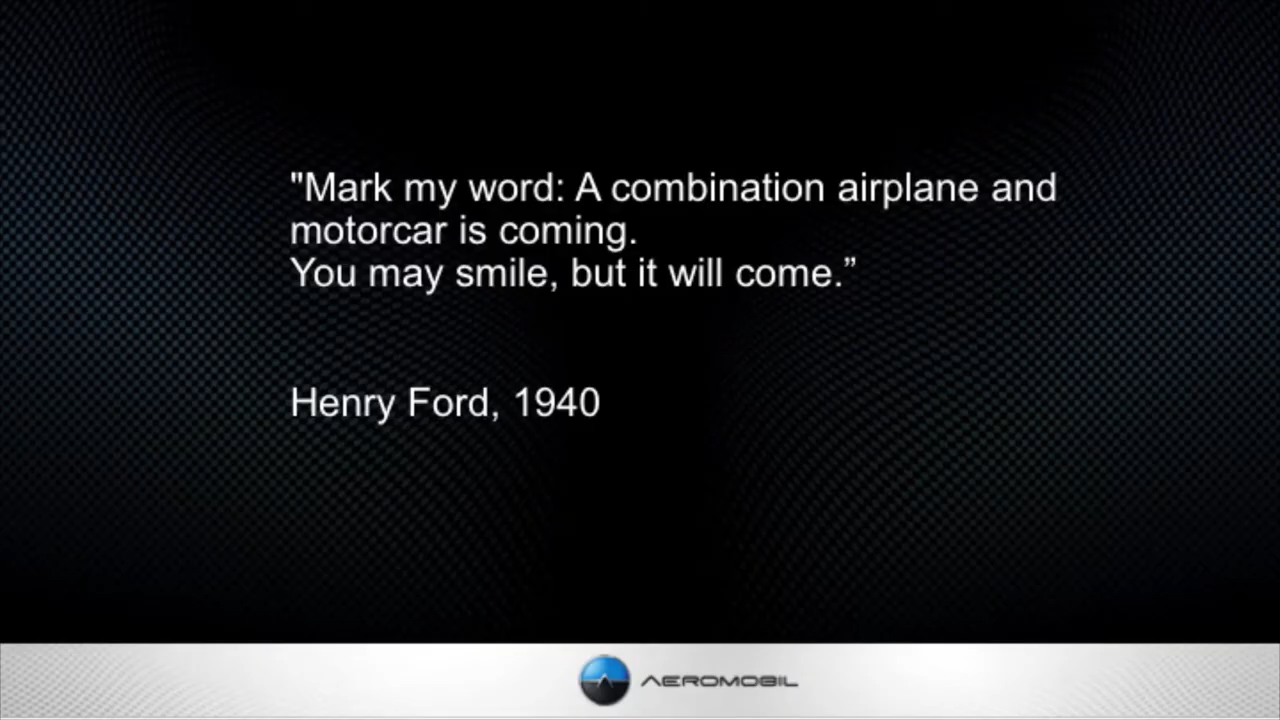 "Mark my word: A combination airplane and
motorcar is coming.
You may smile, but it will come.”
Henry Ford, 1940
AEROMOBIL